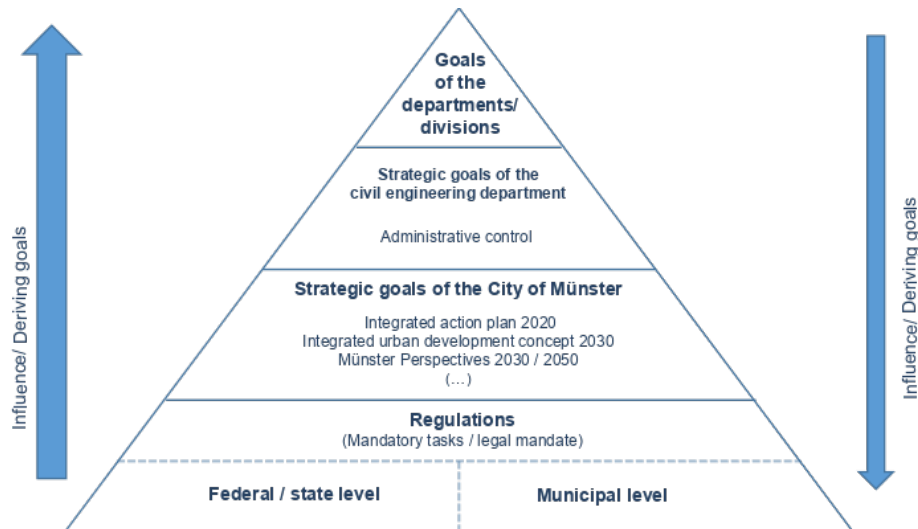 Goals
of the
departments/
divisions
Strategic goals of the
civil engineering department
Administrative control
Strategic goals of the City of Münster
Integrated action plan 2020
Integrated urban development concept 2030
Münster Perspectives 2030 / 2050
(…)
Regulations
(Mandatory tasks / legal mandate)
Federal / state level
Municipal level
Influence/ Deriving goals
Influence/ Deriving goals